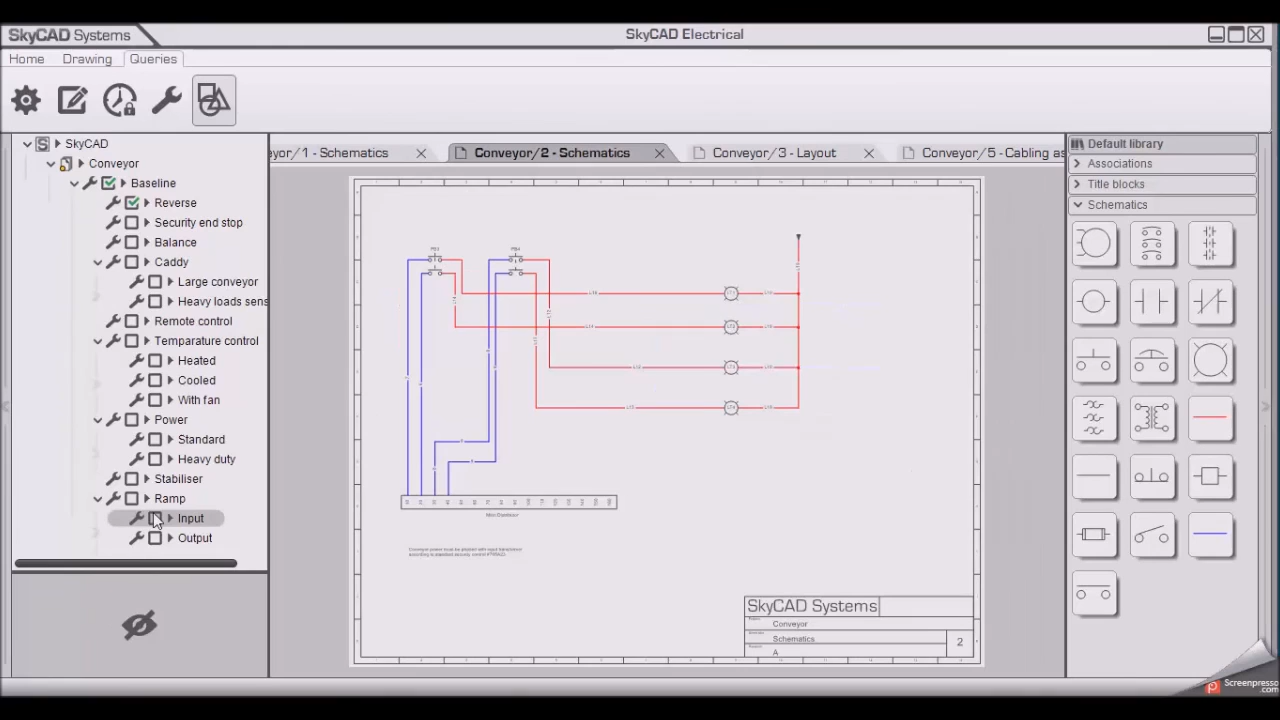 SkyCAD Systems
SkyCAD Electrical
Home Drawing Queries
SkyCAD
Conveyor
Baseline
Reverse
Security end stop
Balance
Caddy
Large conveyor
Heavy loads sens
Remote control
Temparature control
Heated
Cooled
With fan
Power
Standard
Heavy duty
Stabiliser
Ramp
Input
Output
yor/1 - Schematics
Conveyor/2 - Schematics
Conveyor/3 - Layout
Conveyor/5 - Cabling as
SkyCAD Systems
Conveyor
Schematics
A
2
Default library
Associations
Title blocks
Schematics
Screenpresso
.com